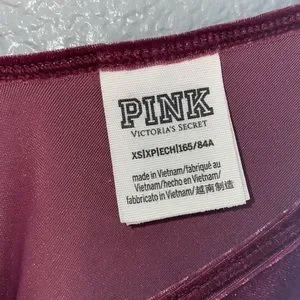 PINK
VICTORIA'S SECRET
XS|XP|ECH|165/84A
made in Vietnam/fabriqué au
Vietnam/hecho en Vietnam/
fabbricato in Vietnam/越南制造